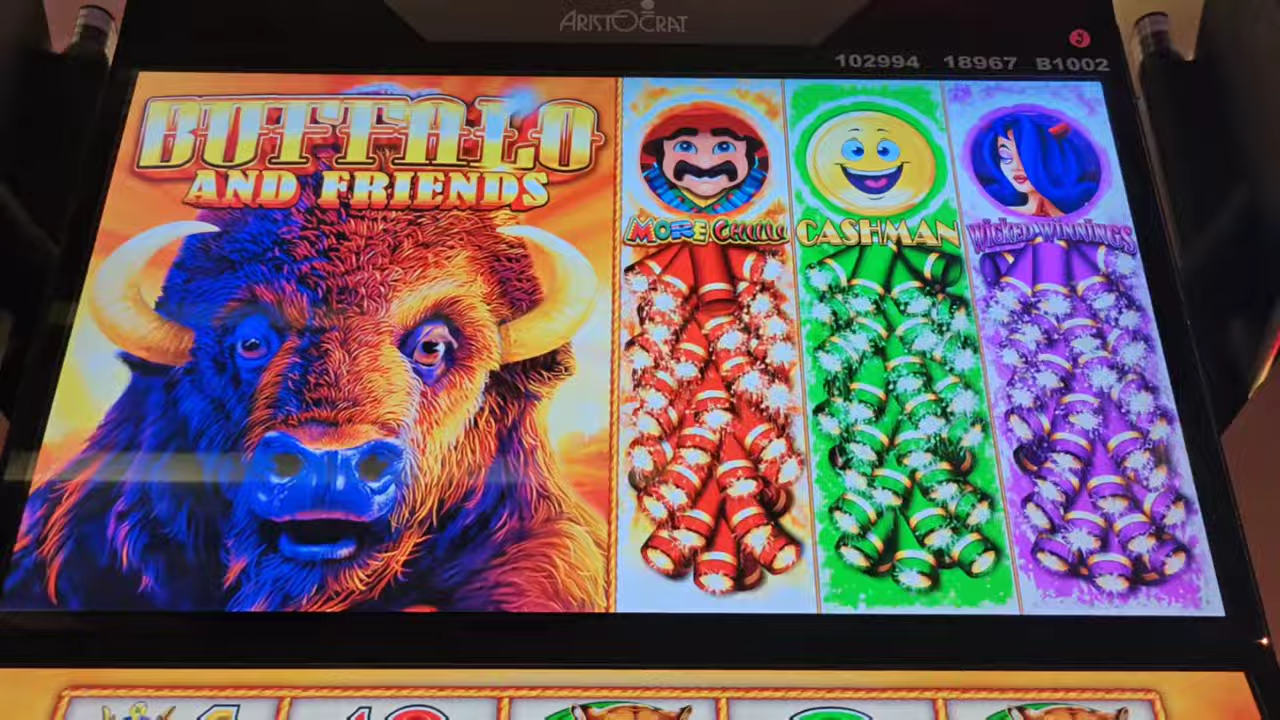 ARISTOCRAT
102994 18967 B1002
BUFFALO
AND FRIENDS
MORE CHILLI
CASHMAN
WICKED WINNINGS